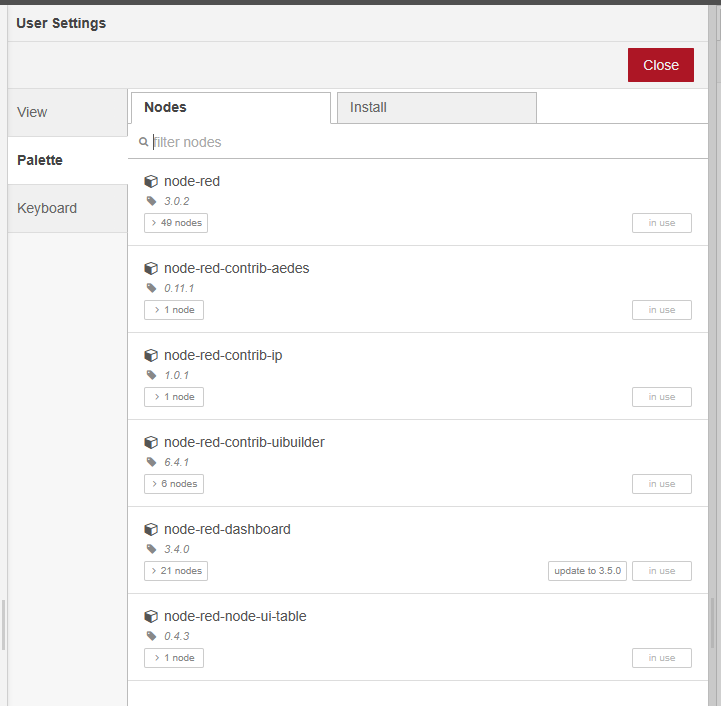 User Settings
Close
View
Palette
Keyboard
Nodes
Install
filter nodes
node-red
3.0.2
49 nodes
in use
node-red-contrib-aedes
0.11.1
1 node
in use
node-red-contrib-ip
1.0.1
1 node
in use
node-red-contrib-uibuilder
6.4.1
6 nodes
in use
node-red-dashboard
3.4.0
21 nodes
update to 3.5.0
in use
node-red-node-ui-table
0.4.3
1 node
in use